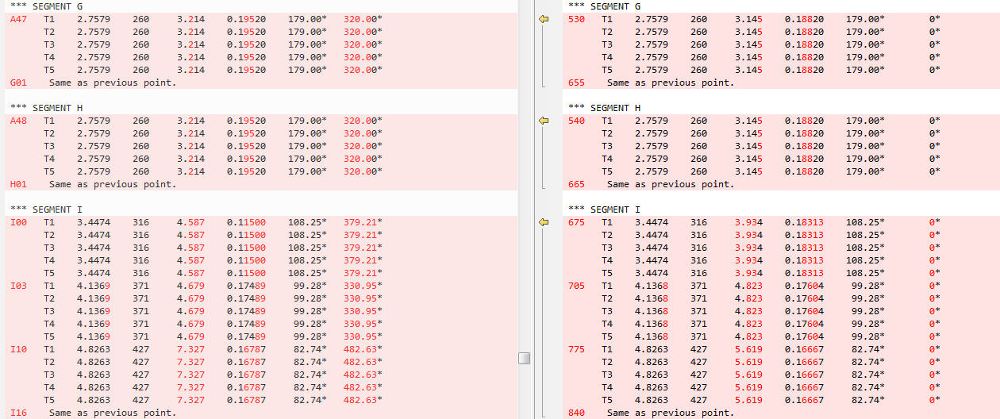 *** SEGMENT G *** SEGMENT G
A47 T1 2.7579 260 3.214 0.19520 179.00* 320.00* 530 T1 2.7579 260 3.145 0.18820 179.00* 0*
T2 2.7579 260 3.214 0.19520 179.00* 320.00* T2 2.7579 260 3.145 0.18820 179.00* 0*
T3 2.7579 260 3.214 0.19520 179.00* 320.00* T3 2.7579 260 3.145 0.18820 179.00* 0*
T4 2.7579 260 3.214 0.19520 179.00* 320.00* T4 2.7579 260 3.145 0.18820 179.00* 0*
T5 2.7579 260 3.214 0.19520 179.00* 320.00* T5 2.7579 260 3.145 0.18820 179.00* 0*
G01 Same as previous point. 655 Same as previous point.
*** SEGMENT H *** SEGMENT H
A48 T1 2.7579 260 3.214 0.19520 179.00* 320.00* 540 T1 2.7579 260 3.145 0.18820 179.00* 0*
T2 2.7579 260 3.214 0.19520 179.00* 320.00* T2 2.7579 260 3.145 0.18820 179.00* 0*
T3 2.7579 260 3.214 0.19520 179.00* 320.00* T3 2.7579 260 3.145 0.18820 179.00* 0*
T4 2.7579 260 3.214 0.19520 179.00* 320.00* T4 2.7579 260 3.145 0.18820 179.00* 0*
T5 2.7579 260 3.214 0.19520 179.00* 320.00* T5 2.7579 260 3.145 0.18820 179.00* 0*
H01 Same as previous point. 665 Same as previous point.
*** SEGMENT I *** SEGMENT I
I00 T1 3.4474 316 4.587 0.11500 108.25* 379.21* 675 T1 3.4474 316 3.934 0.18313 108.25* 0*
T2 3.4474 316 4.587 0.11500 108.25* 379.21* T2 3.4474 316 3.934 0.18313 108.25* 0*
T3 3.4474 316 4.587 0.11500 108.25* 379.21* T3 3.4474 316 3.934 0.18313 108.25* 0*
T4 3.4474 316 4.587 0.11500 108.25* 379.21* T4 3.4474 316 3.934 0.18313 108.25* 0*
T5 3.4474 316 4.587 0.11500 108.25* 379.21* T5 3.4474 316 3.934 0.18313 108.25* 0*
I03 T1 4.1369 371 4.679 0.17489 99.28* 330.95* 705 T1 4.1368 371 4.823 0.17604 99.28* 0*
T2 4.1369 371 4.679 0.17489 99.28* 330.95* T2 4.1368 371 4.823 0.17604 99.28* 0*
T3 4.1369 371 4.679 0.17489 99.28* 330.95* T3 4.1368 371 4.823 0.17604 99.28* 0*
T4 4.1369 371 4.679 0.17489 99.28* 330.95* T4 4.1368 371 4.823 0.17604 99.28* 0*
T5 4.1369 371 4.679 0.17489 99.28* 330.95* T5 4.1368 371 4.823 0.17604 99.28* 0*
I10 T1 4.8263 427 7.327 0.16787 82.74* 482.63* 775 T1 4.8263 427 5.619 0.16667 82.74* 0*
T2 4.8263 427 7.327 0.16787 82.74* 482.63* T2 4.8263 427 5.619 0.16667 82.74* 0*
T3 4.8263 427 7.327 0.16787 82.74* 482.63* T3 4.8263 427 5.619 0.16667 82.74* 0*
T4 4.8263 427 7.327 0.16787 82.74* 482.63* T4 4.8263 427 5.619 0.16667 82.74* 0*
T5 4.8263 427 7.327 0.16787 82.74* 482.63* T5 4.8263 427 5.619 0.16667 82.74* 0*
I16 Same as previous point. 840 Same as previous point.